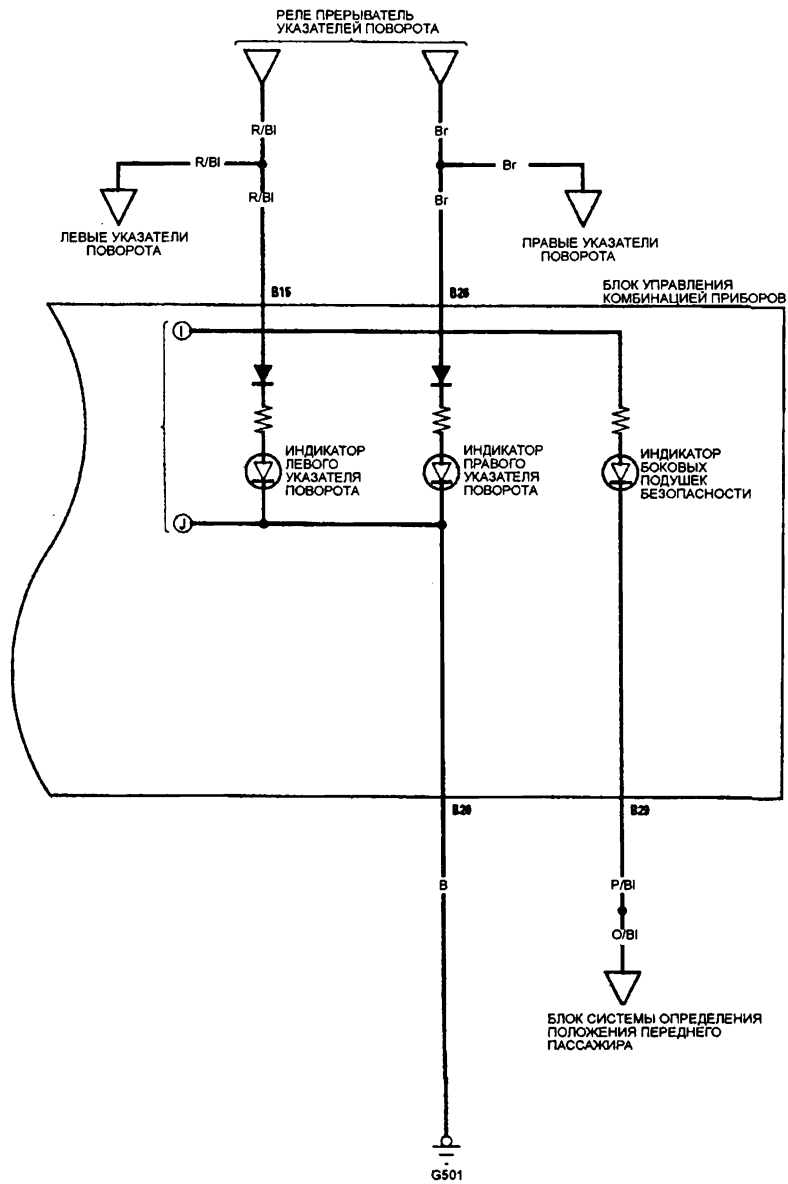 РЕЛЕ ПРЕРЫВАТЕЛЬ
УКАЗАТЕЛЕЙ ПОВОРОТА
R/Bl
Br
R/Bl
Br
R/Bl
Br
ЛЕВЫЕ УКАЗАТЕЛИ
ПОВОРОТА
ПРАВЫЕ УКАЗАТЕЛИ
ПОВОРОТА
БЛОК УПРАВЛЕНИЯ
КОМБИНАЦИЕЙ ПРИБОРОВ
B15
B26
I
ИНДИКАТОР
ЛЕВОГО
УКАЗАТЕЛЯ
ПОВОРОТА
ИНДИКАТОР
ПРАВОГО
УКАЗАТЕЛЯ
ПОВОРОТА
ИНДИКАТОР
БОКОВЫХ
ПОДУШЕК
БЕЗОПАСНОСТИ
J
B20
B29
B
P/Bl
O/Bl
БЛОК СИСТЕМЫ ОПРЕДЕЛЕНИЯ
ПОЛОЖЕНИЯ ПЕРЕДНЕГО
ПАССАЖИРА
G501